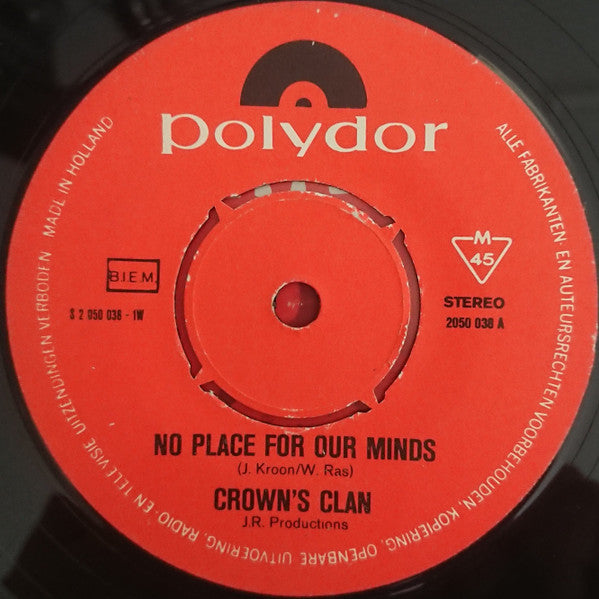 polydor
ALLE FABRIKANTEN- EN AUTEURSRECHTEN VOORBEHOUDEN, KOPIERING, OPENBARE UITVOERING, RADIO- EN TELEVISIE UITZENDINGEN VERBODEN MADE IN HOLLAND
B.I.E.M.
S 2 050 038 - 1W
M
45
STEREO
2050 038 A
NO PLACE FOR OUR MINDS
(J. Kroon/W. Ras)
CROWN'S CLAN
J.R. Productions